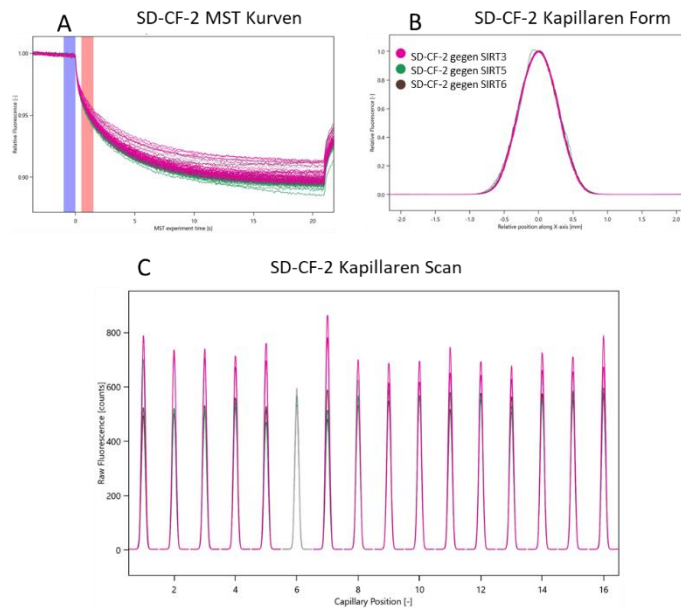 A
SD-CF-2 MST Kurven
1.00
0.95
0.90
Relative Fluorescence [-]
0
5
10
15
20
MST experiment time [s]
B
SD-CF-2 Kapillaren Form
SD-CF-2 gegen SIRT3
SD-CF-2 gegen SIRT5
SD-CF-2 gegen SIRT6
1.0
0.8
0.6
0.4
0.2
0.0
Relative Fluorescence [-]
-2.0
-1.5
-1.0
-0.5
0.0
0.5
1.0
1.5
2.0
Relative position along X-axis [mm]
C
SD-CF-2 Kapillaren Scan
800
600
400
200
0
Raw Fluorescence [counts]
2
4
6
8
10
12
14
16
Capillary Position [-]